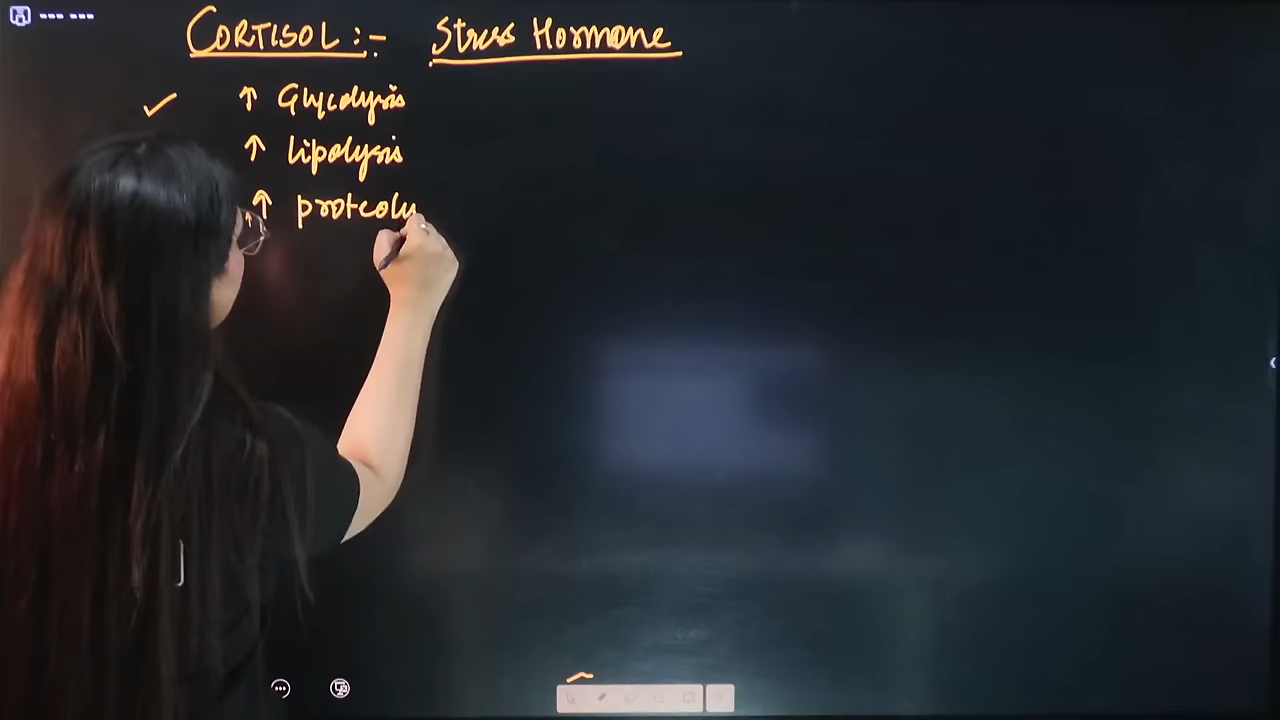 CORTISOL :- Stress Hormone
↑ Glycolysis
↑ lipolysis
↑ proteoly